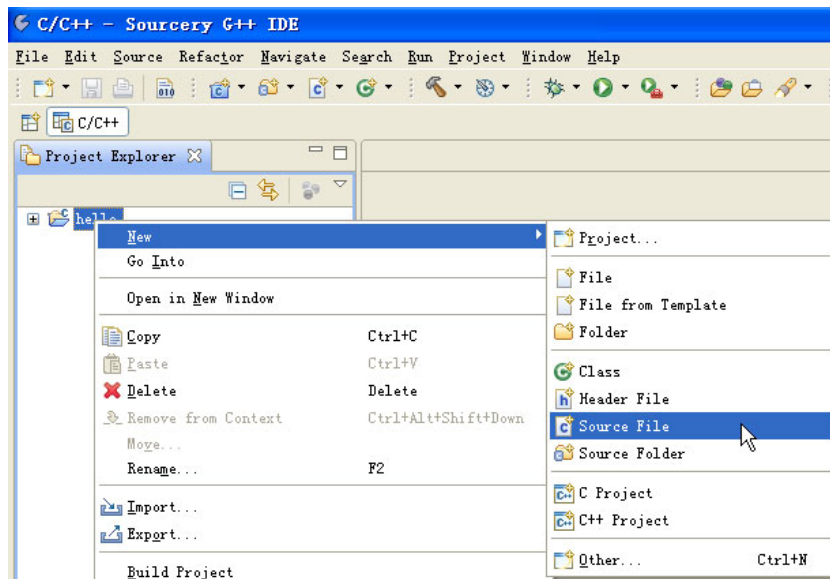 C/C++ - Sourcery G++ IDE
File Edit Source Refactor Navigate Search Run Project Window Help
C/C++
Project Explorer
hello
New
Go Into
Open in New Window
Copy Ctrl+C
Paste Ctrl+V
Delete Delete
Remove from Context Ctrl+Alt+Shift+Down
Move...
Rename... F2
Import...
Export...
Build Project
Project...
File
File from Template
Folder
Class
Header File
Source File
Source Folder
C Project
C++ Project
Other... Ctrl+N